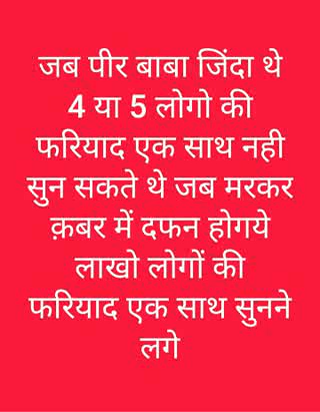 जब पीर बाबा जिंदा थे
4 या 5 लोगो की
फरियाद एक साथ नही
सुन सकते थे जब मरकर
क़बर में दफन होगये
लाखो लोगों की
फरियाद एक साथ सुनने
लगे